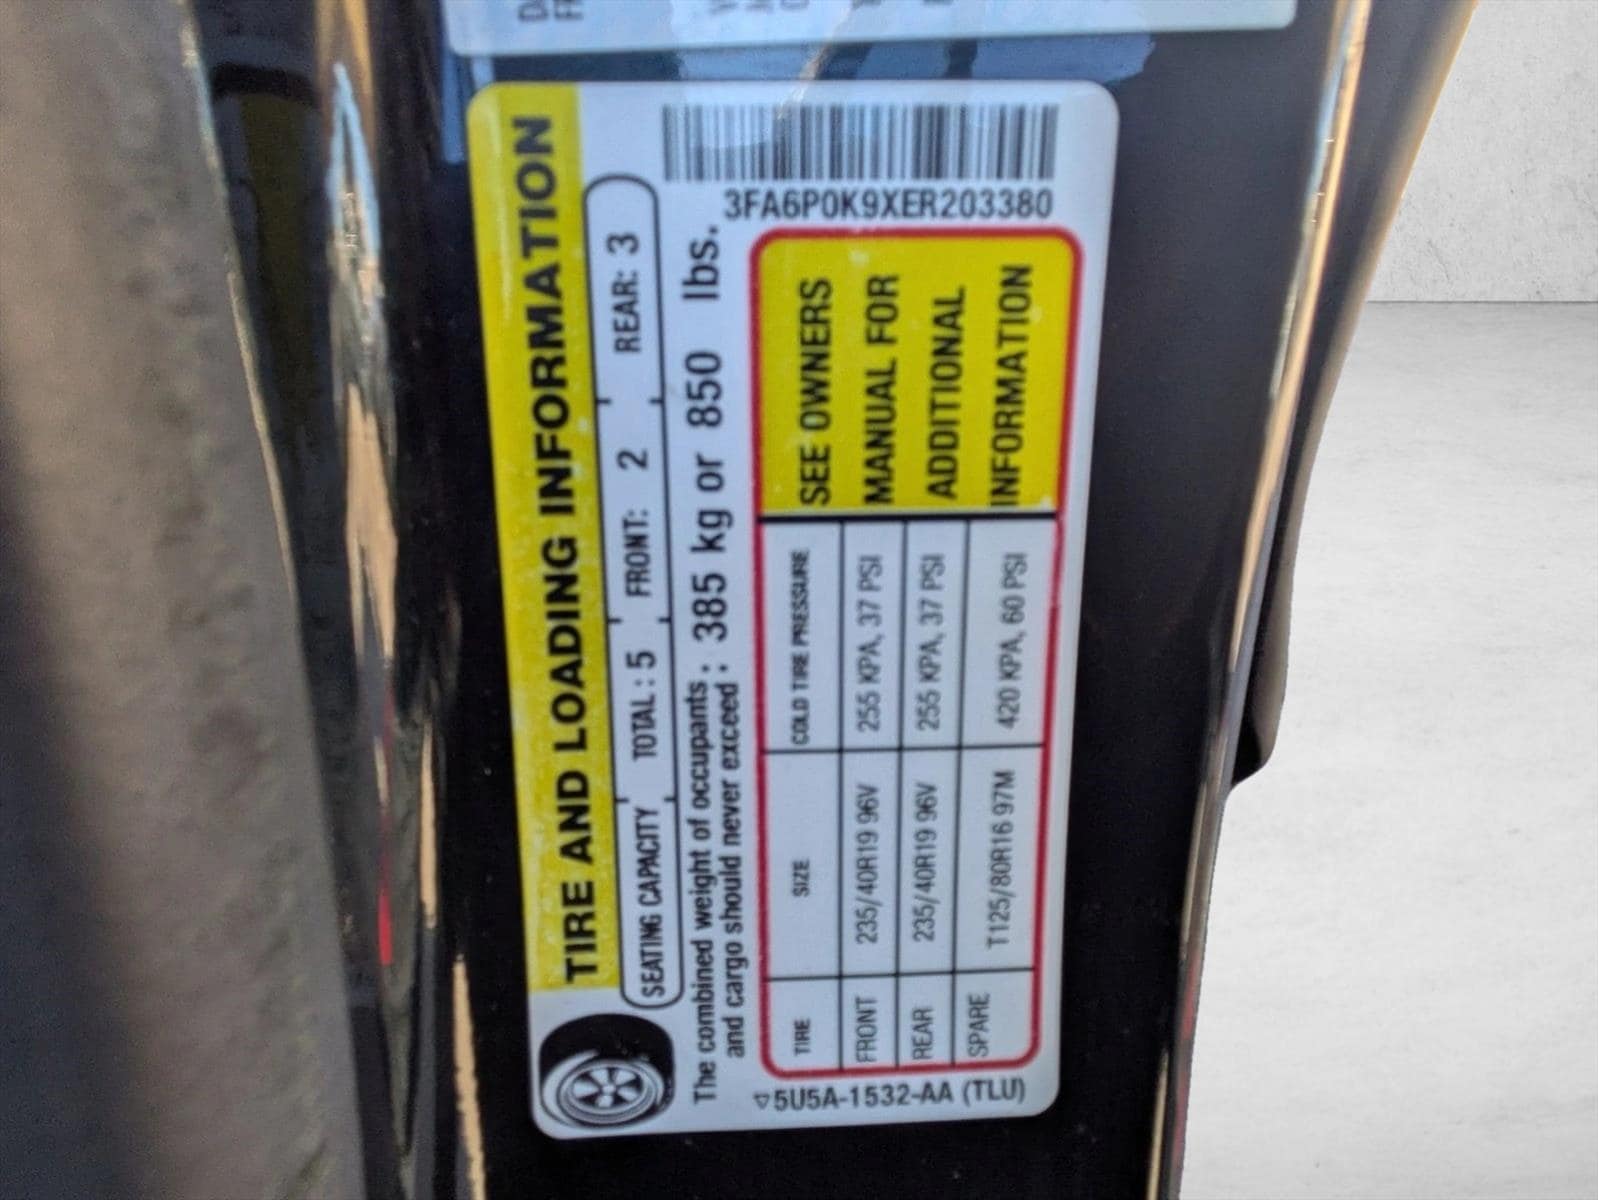 TIRE AND LOADING INFORMATION
SEATING CAPACITY TOTAL : 5 FRONT: 2 REAR: 3
The combined weight of occupants : 385 kg or 850 lbs.
and cargo should never exceed :
3FA6P0K9XER203380
TIRE SIZE COLD TIRE PRESSURE
FRONT 235/40R19 96V 255 KPA, 37 PSI
REAR 235/40R19 96V 255 KPA, 37 PSI
SPARE T125/80R16 97M 420 KPA, 60 PSI
SEE OWNERS
MANUAL FOR
ADDITIONAL
INFORMATION
5U5A-1532-AA (TLU)